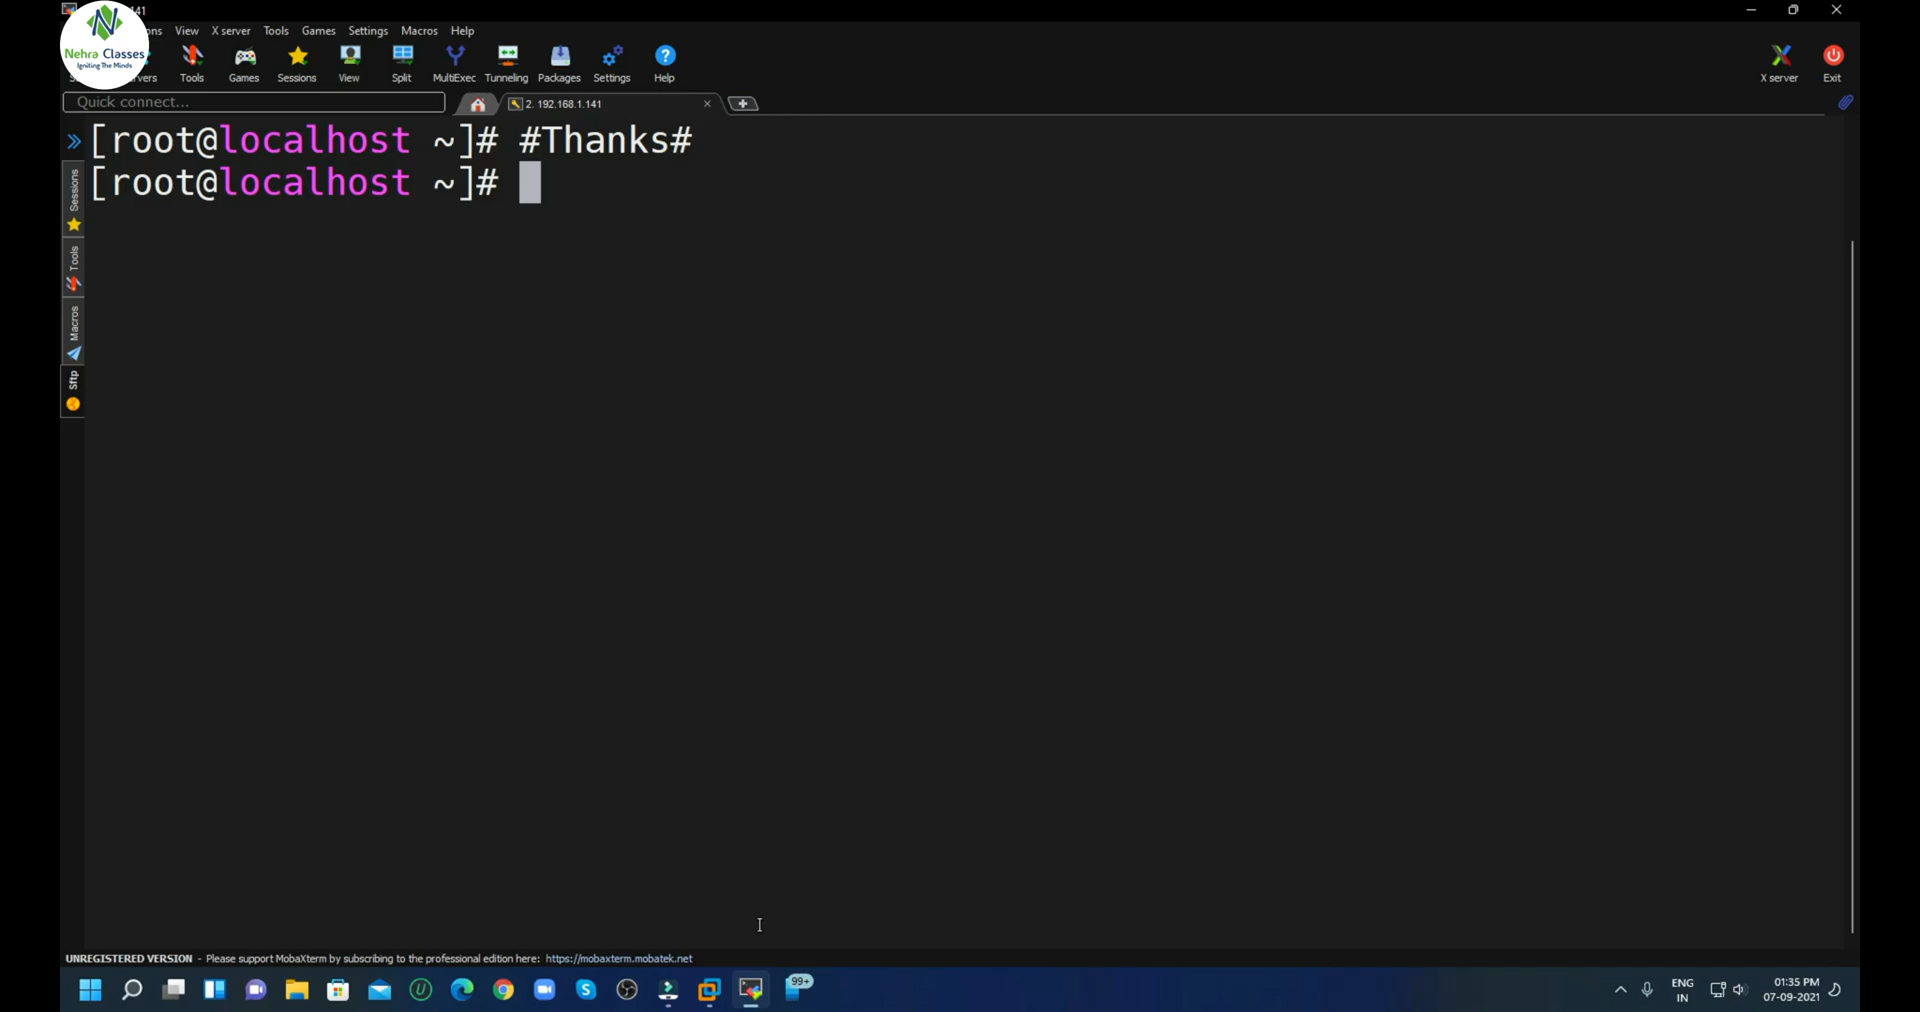 141
ons View X server Tools Games Settings Macros Help
Nehra Classes
Igniting The Minds
ervers Tools Games Sessions View Split MultiExec Tunneling Packages Settings Help X server Exit
Quick connect...
2. 192.168.1.141
[root@localhost ~]# #Thanks#
[root@localhost ~]#
Sessions
Tools
Macros
Sftp
UNREGISTERED VERSION - Please support MobaXterm by subscribing to the professional edition here: https://mobaxterm.mobatek.net
99+
ENG
IN
01:35 PM
07-09-2021